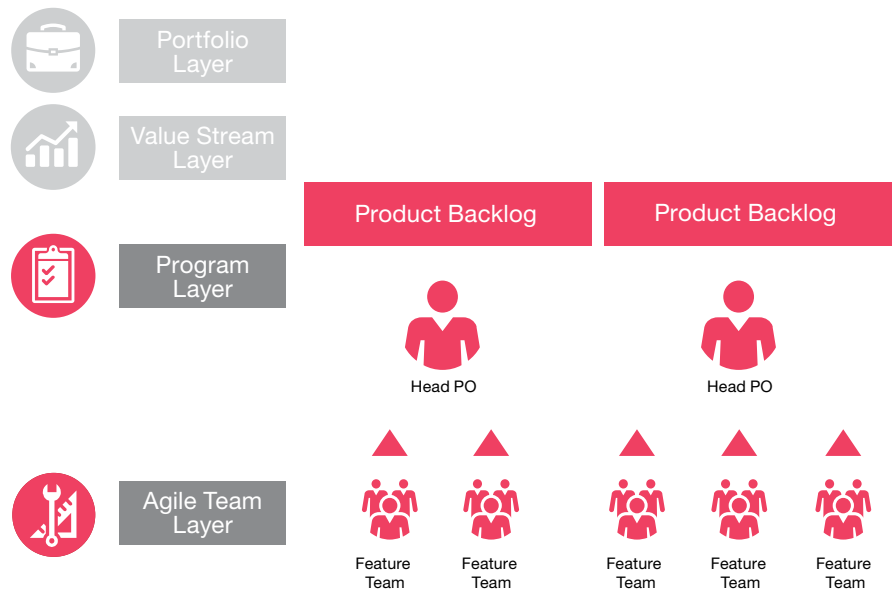 Portfolio
Layer
Value Stream
Layer
Product Backlog
Product Backlog
Program
Layer
Head PO
Head PO
Agile Team
Layer
Feature
Team
Feature
Team
Feature
Team
Feature
Team
Feature
Team